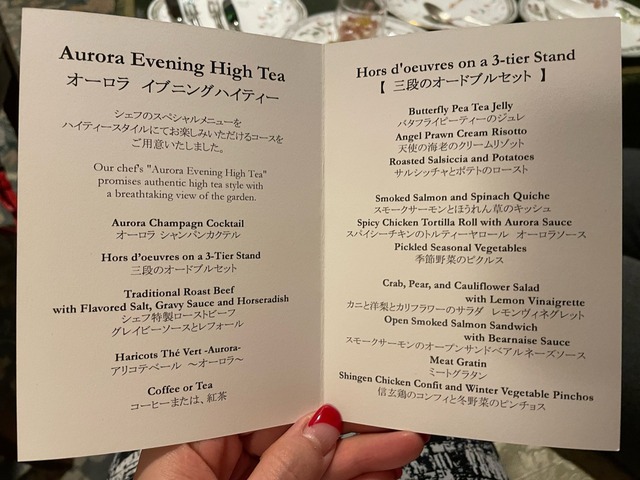 Aurora Evening High Tea
オーロラ イブニングハイティー
シェフのスペシャルメニューを
ハイティースタイルにてお楽しみいただけるコースを
ご用意いたしました。
Our chef's "Aurora Evening High Tea"
promises authentic high tea style with
a breathtaking view of the garden.
Aurora Champagn Cocktail
オーロラ シャンパンカクテル
Hors d'oeuvres on a 3-Tier Stand
三段のオードブルセット
Traditional Roast Beef
with Flavored Salt, Gravy Sauce and Horseradish
シェフ特製ローストビーフ
グレイビーソースとレフォール
Haricots Thé Vert -Aurora-
アリコテベール ～オーロラ～
Coffee or Tea
コーヒーまたは、紅茶
Hors d'oeuvres on a 3-tier Stand
【 三段のオードブルセット 】
Butterfly Pea Tea Jelly
バタフライピーティーのジュレ
Angel Prawn Cream Risotto
天使の海老のクリームリゾット
Roasted Salsiccia and Potatoes
サルシッチャとポテトのロースト
Smoked Salmon and Spinach Quiche
スモークサーモンとほうれん草のキッシュ
Spicy Chicken Tortilla Roll with Aurora Sauce
スパイシーチキンのトルティーヤロール オーロラソース
Pickled Seasonal Vegetables
季節野菜のピクルス
Crab, Pear, and Cauliflower Salad
with Lemon Vinaigrette
カニと洋梨とカリフラワーのサラダ レモンヴィネグレット
Open Smoked Salmon Sandwich
with Bearnaise Sauce
スモークサーモンのオープンサンドベアルネーズソース
Meat Gratin
ミートグラタン
Shingen Chicken Confit and Winter Vegetable Pinchos
信玄鶏のコンフィと冬野菜のピンチョス